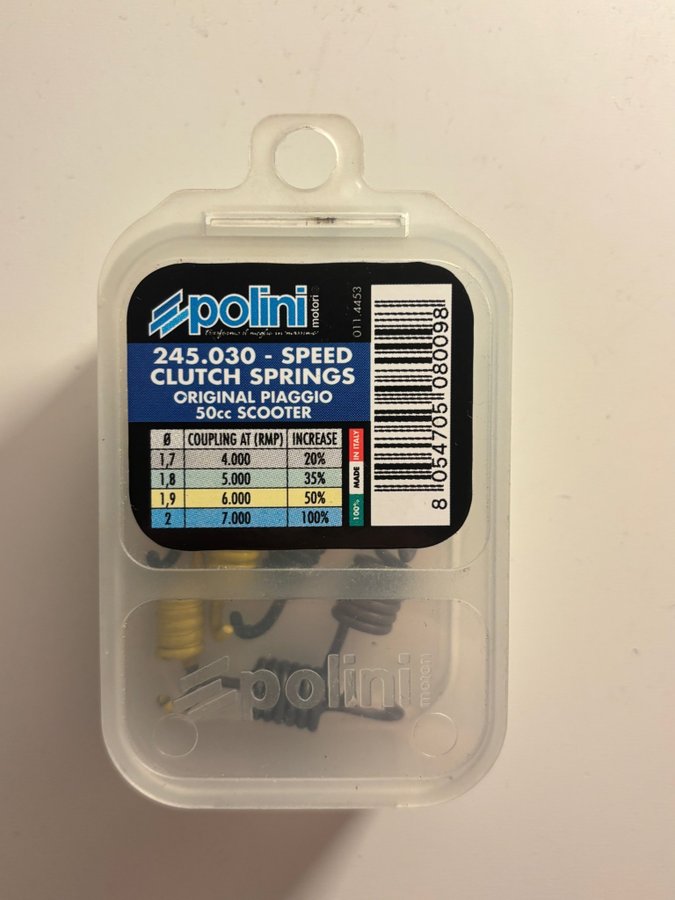 polini
motori
011.4453
245.030 - SPEED
CLUTCH SPRINGS
ORIGINAL PIAGGIO
50cc SCOOTER
Ø COUPLING AT (RMP) INCREASE
1,7 4.000 20%
1,8 5.000 35%
1,9 6.000 50%
2 7.000 100%
100% MADE IN ITALY
8 054705 080098
polini
motori